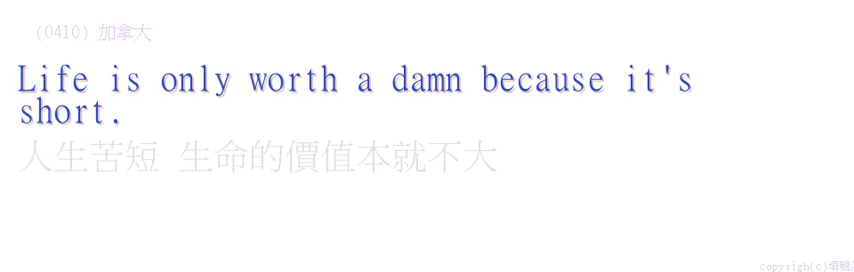 (0410) 加拿大
Life is only worth a damn because it's
short.
人生苦短 生命的價值本就不大
Copyrigh(c)填鴨